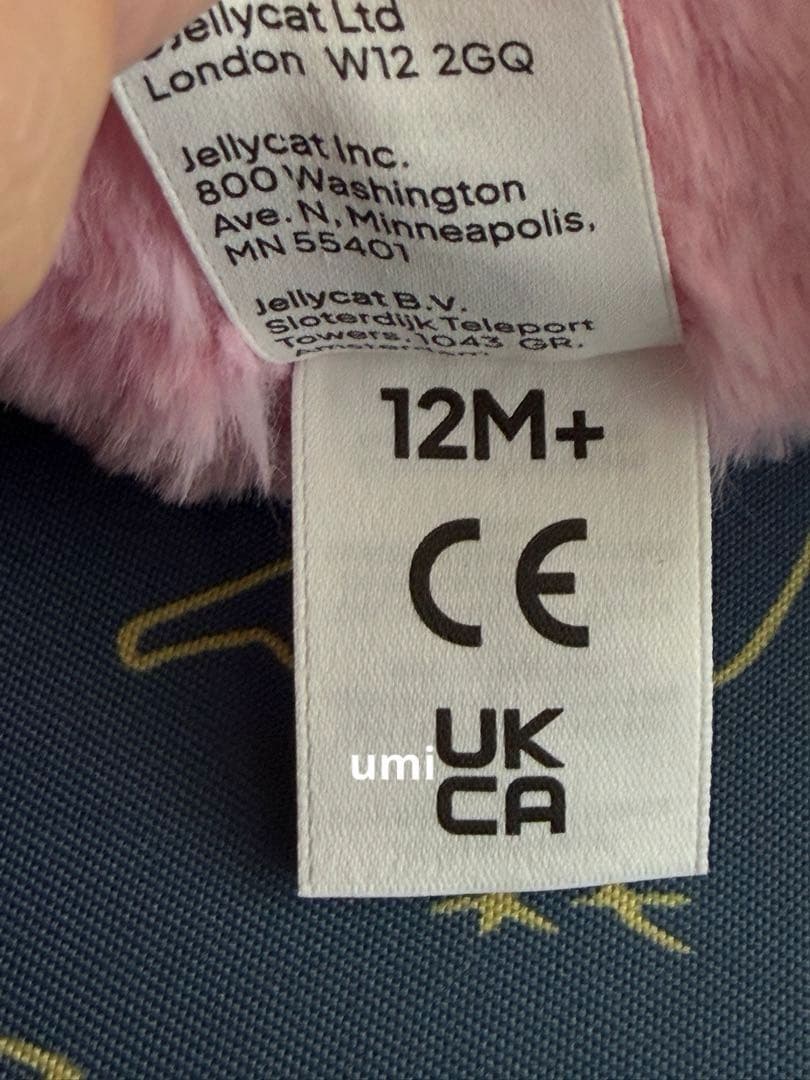 Jellycat Ltd
London W12 2GQ
Jellycat Inc.
800 Washington
Ave. N, Minneapolis,
MN 55401
Jellycat B.V.
Sloterdijk Teleport
Towers, 1043 GR,
Amsterdam
12M+
CE
umi
UK
CA